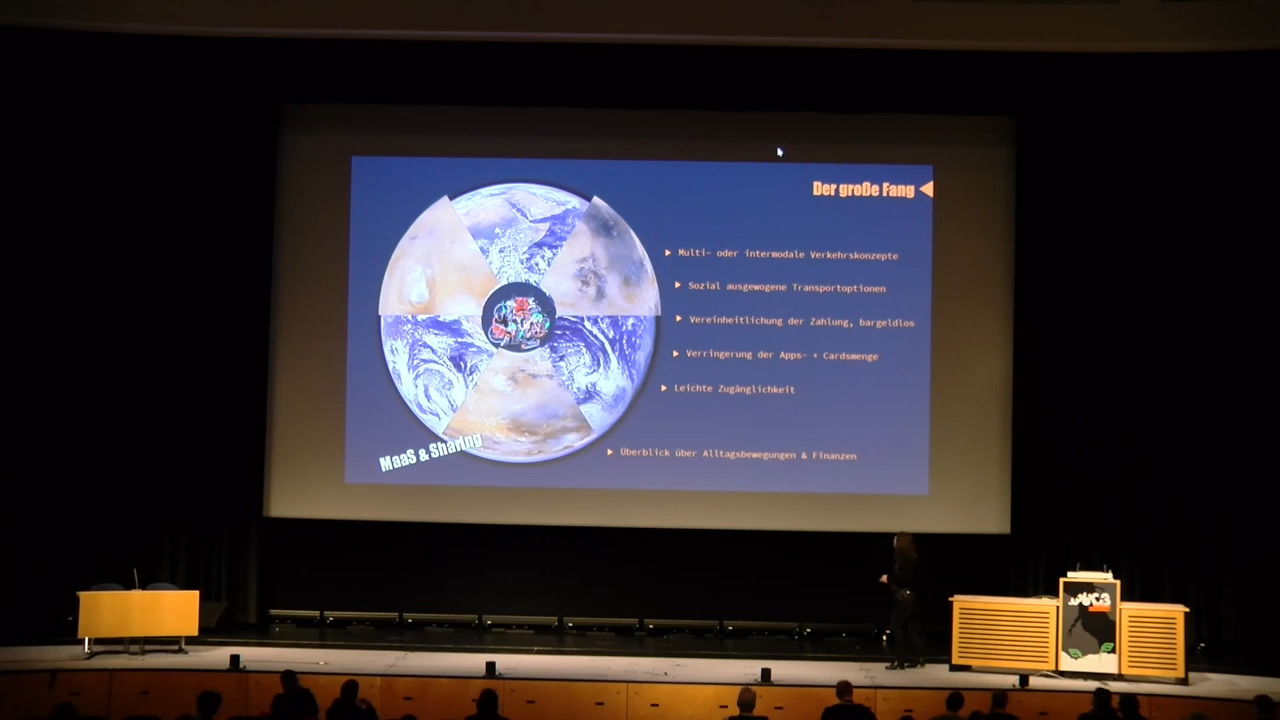 Der große Fang
Multi- oder intermodale Verkehrskonzepte
Sozial ausgewogene Transportoptionen
Vereinheitlichung der Zahlung, bargeldlos
Verringerung der Apps- + Cardsmenge
Leichte Zugänglichkeit
MaaS & Sharing
Überblick über Alltagsbewegungen & Finanzen